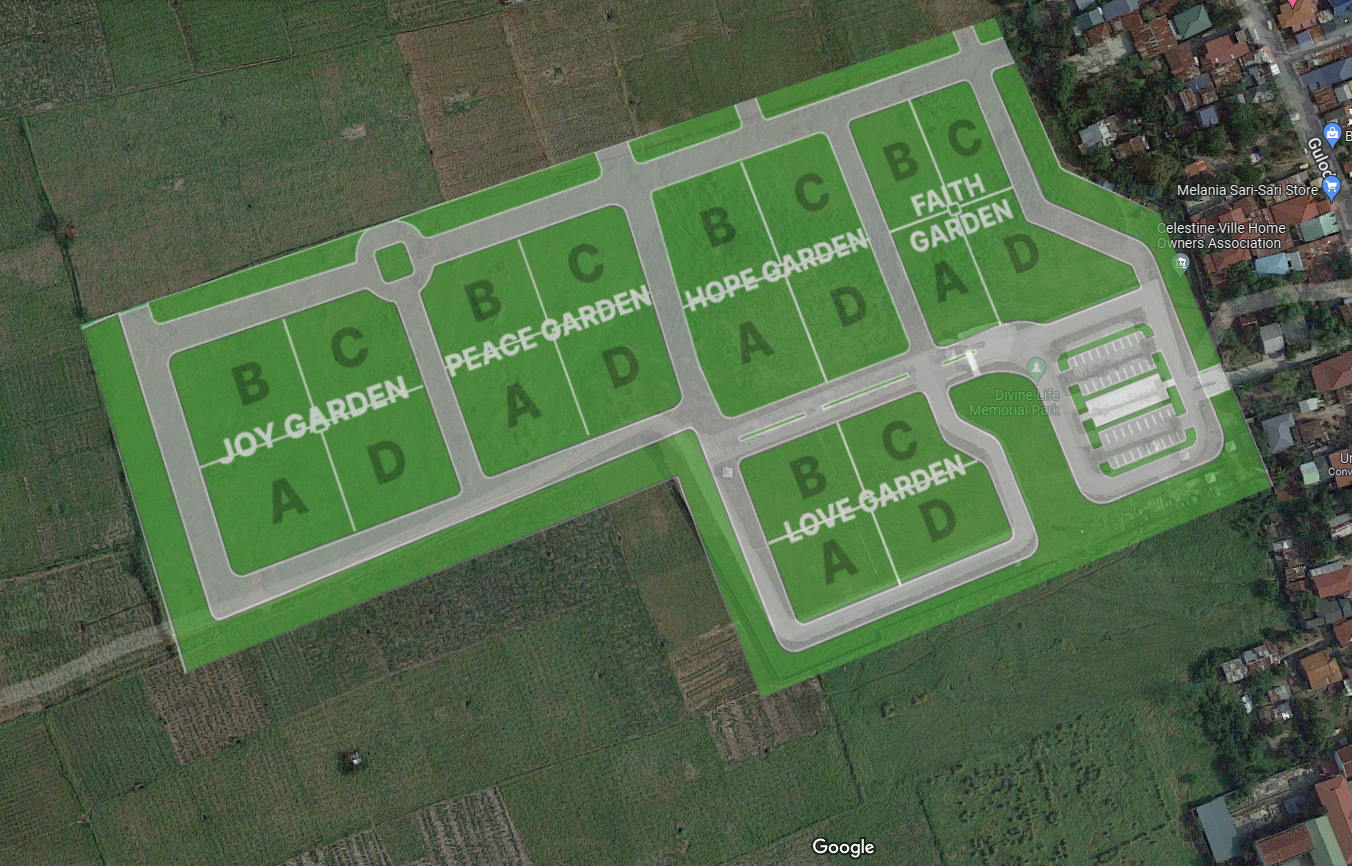 Guloc
B
Melania Sari-Sari Store
Celestine Ville Home
Owners Association
B
C
FAITH
GARDEN
A
D
B
C
HOPE GARDEN
A
D
B
C
PEACE GARDEN
A
D
B
C
JOY GARDEN
A
D
Divine Life
Memorial Park
B
C
LOVE GARDEN
A
D
Google